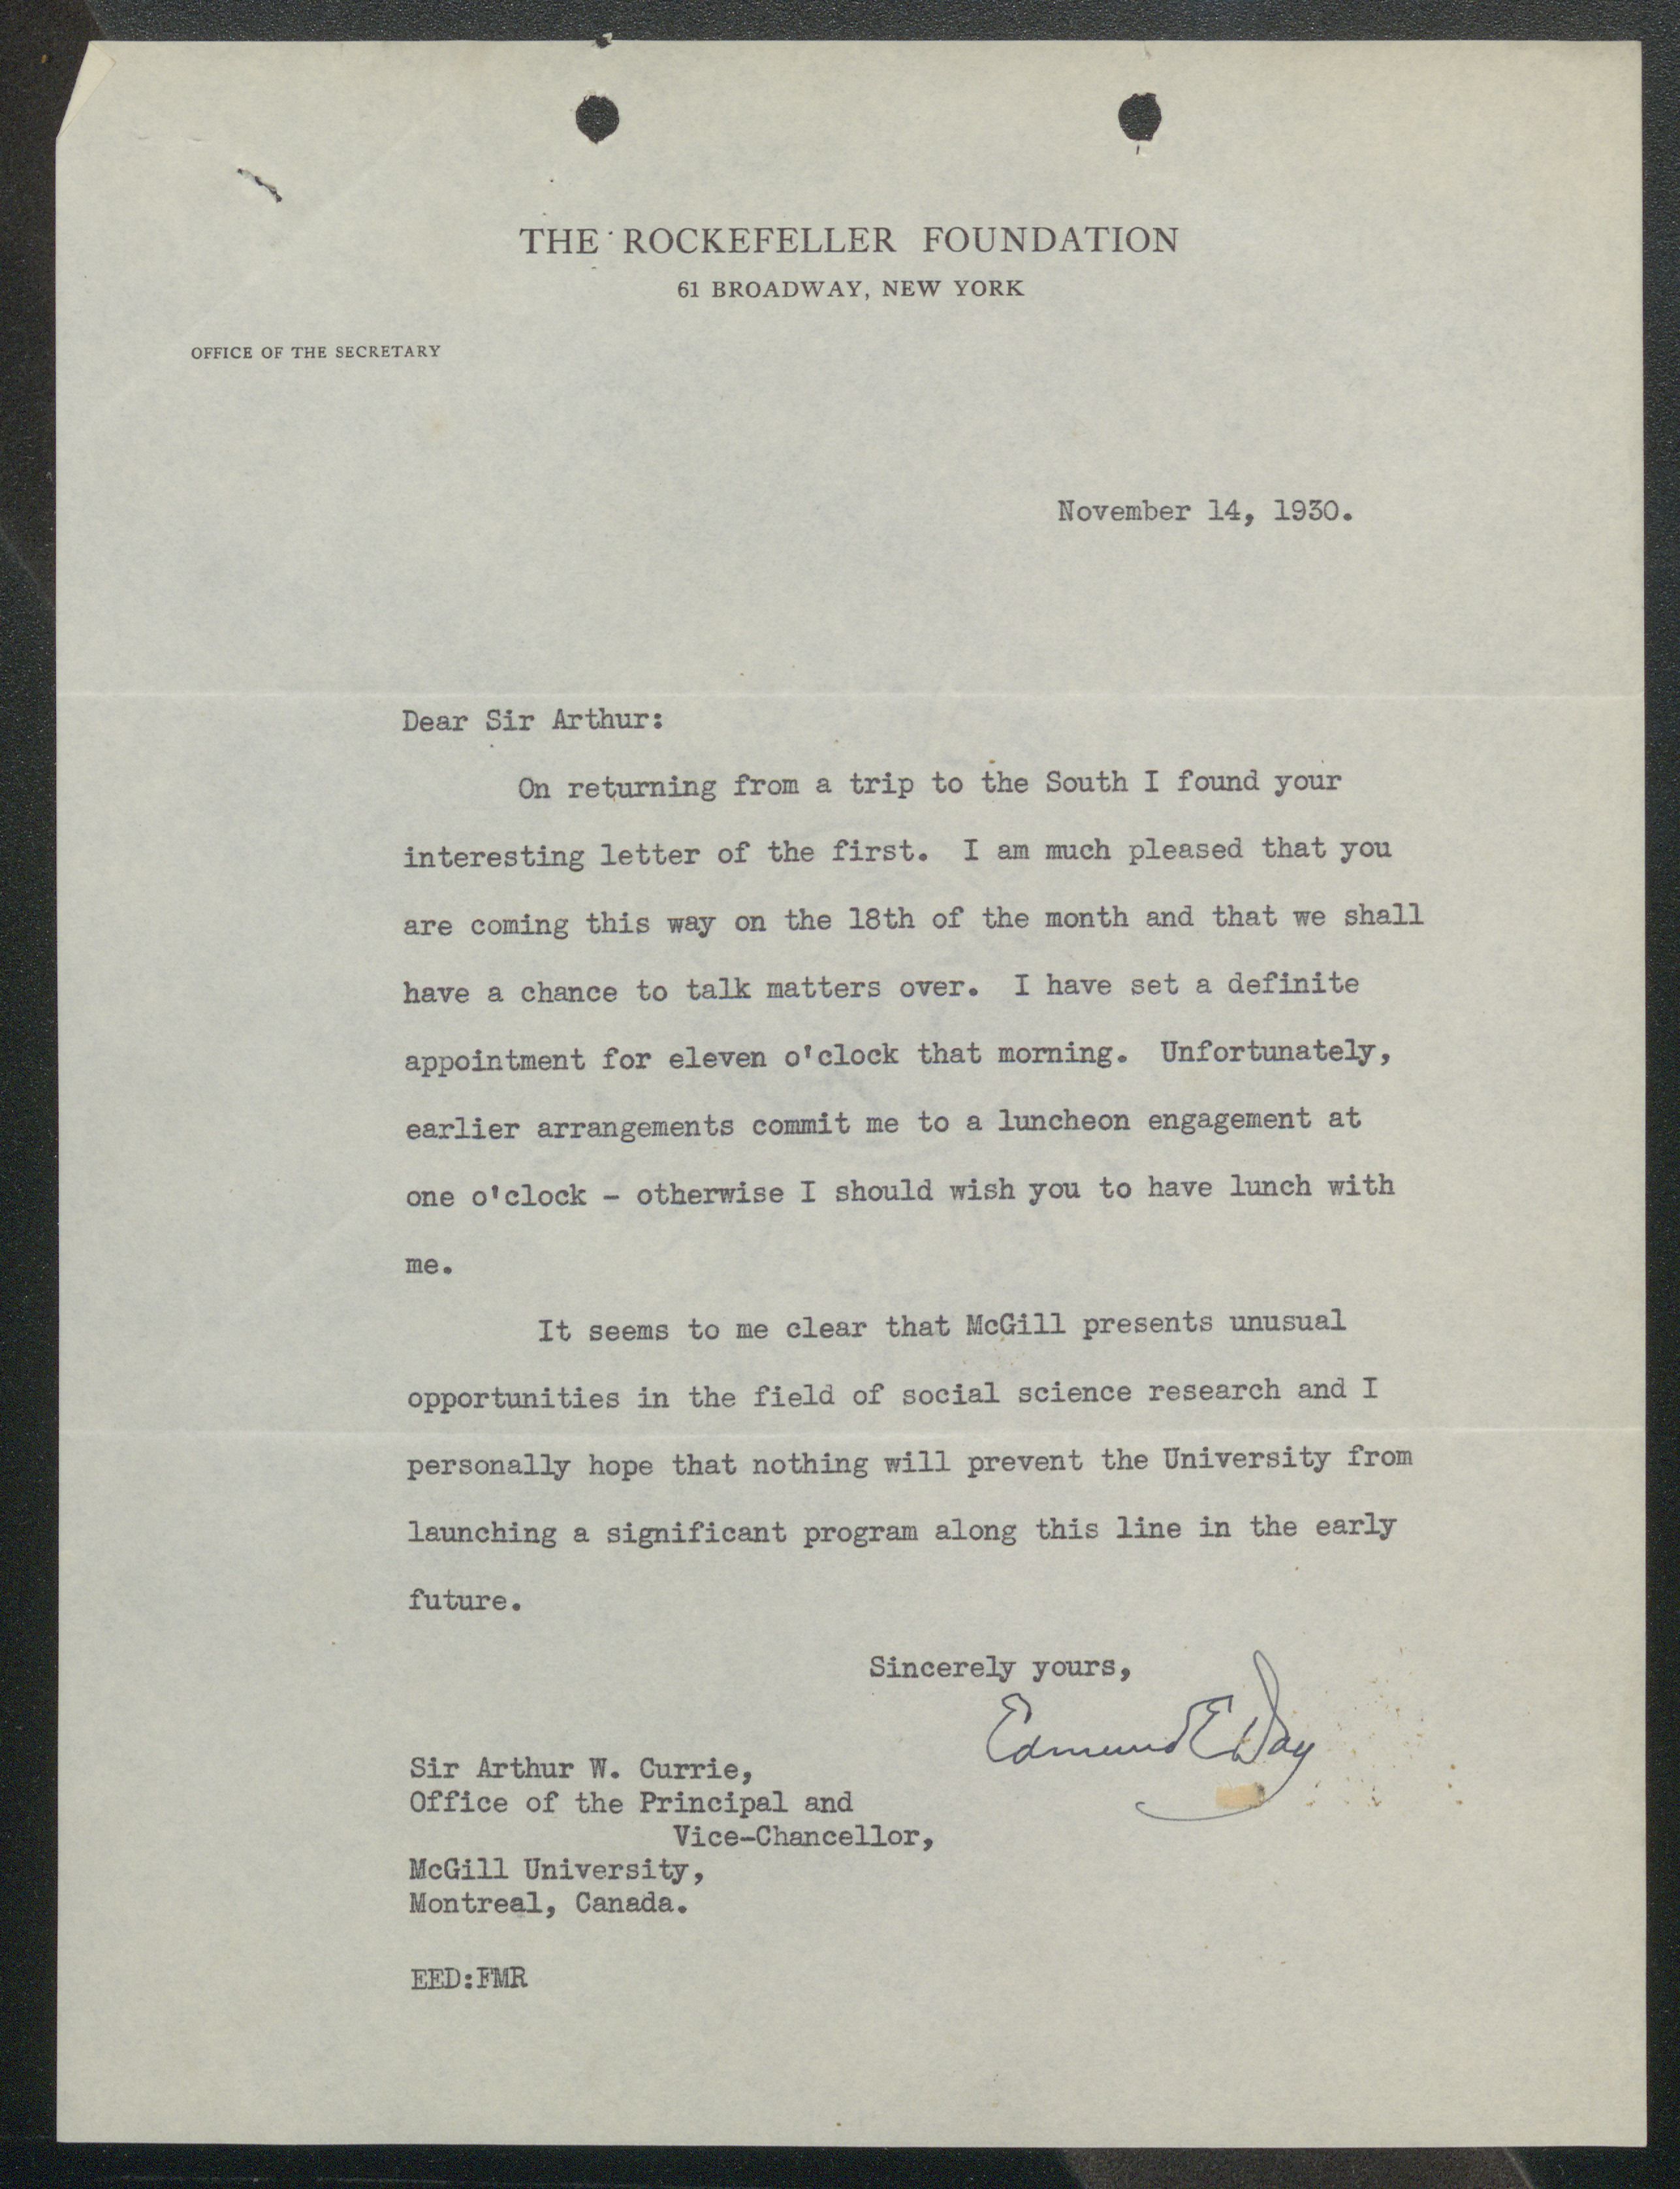 THE ROCKEFELLER FOUNDATION
61 BROADWAY, NEW YORK
OFFICE OF THE SECRETARY
November 14, 1930.
Dear Sir Arthur:
On returning from a trip to the South I found your
interesting letter of the first. I am much pleased that you
are coming this way on the 18th of the month and that we shall
have a chance to talk matters over. I have set a definite
appointment for eleven o'clock that morning. Unfortunately,
earlier arrangements commit me to a luncheon engagement at
one o'clock - otherwise I should wish you to have lunch with
me.
It seems to me clear that McGill presents unusual
opportunities in the field of social science research and I
personally hope that nothing will prevent the University from
launching a significant program along this line in the early
future.
Sincerely yours,
Edmund E Day
Sir Arthur W. Currie,
Office of the Principal and
Vice-Chancellor,
McGill University,
Montreal, Canada.
EED:FMR